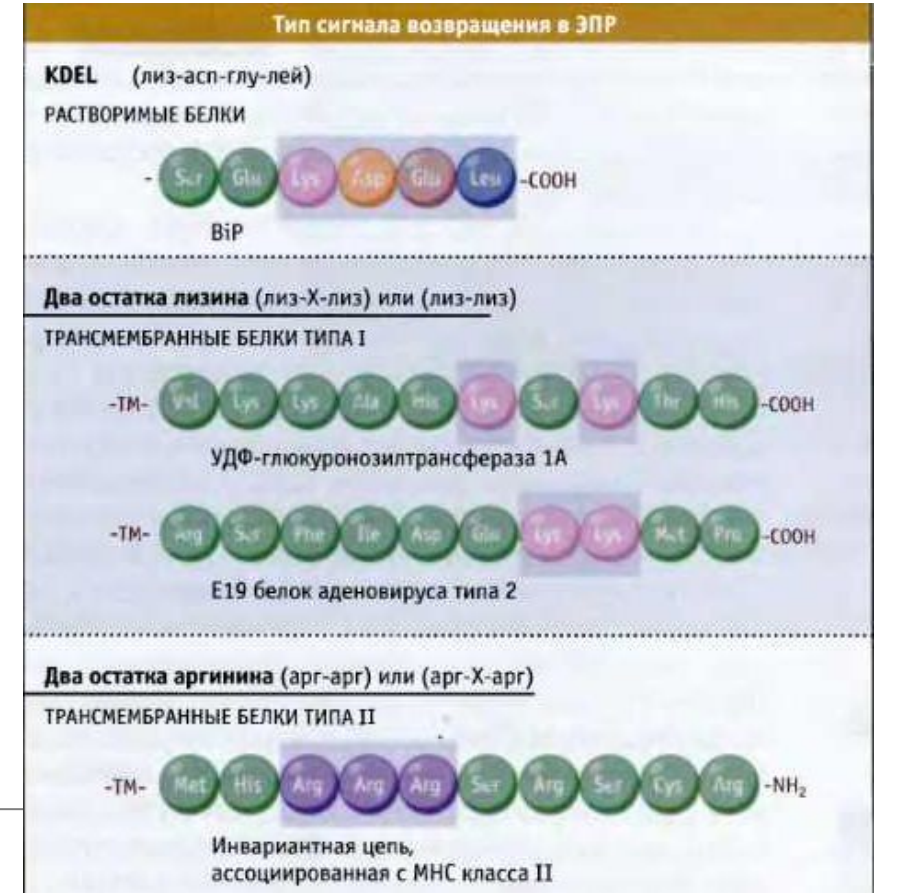 Тип сигнала возвращения в ЭПР
KDEL (лиз-асп-глу-лей)
РАСТВОРИМЫЕ БЕЛКИ
- Ser Glu Lys Asp Glu Leu -COOH
BiP
Два остатка лизина (лиз-X-лиз) или (лиз-лиз)
ТРАНСМЕМБРАННЫЕ БЕЛКИ ТИПА I
-TM- Val Lys Lys Ala His Lys Ser Lys Thr His -COOH
УДФ-глюкуронозилтрансфераза 1А
-TM- Arg Ser Phe Ile Asp Glu Lys Lys Met Pro -COOH
E19 белок аденовируса типа 2
Два остатка аргинина (арг-арг) или (арг-X-арг)
ТРАНСМЕМБРАННЫЕ БЕЛКИ ТИПА II
-TM- Met His Arg Arg Arg Ser Arg Ser Cys Arg -NH₂
Инвариантная цепь,
ассоциированная с МНС класса II